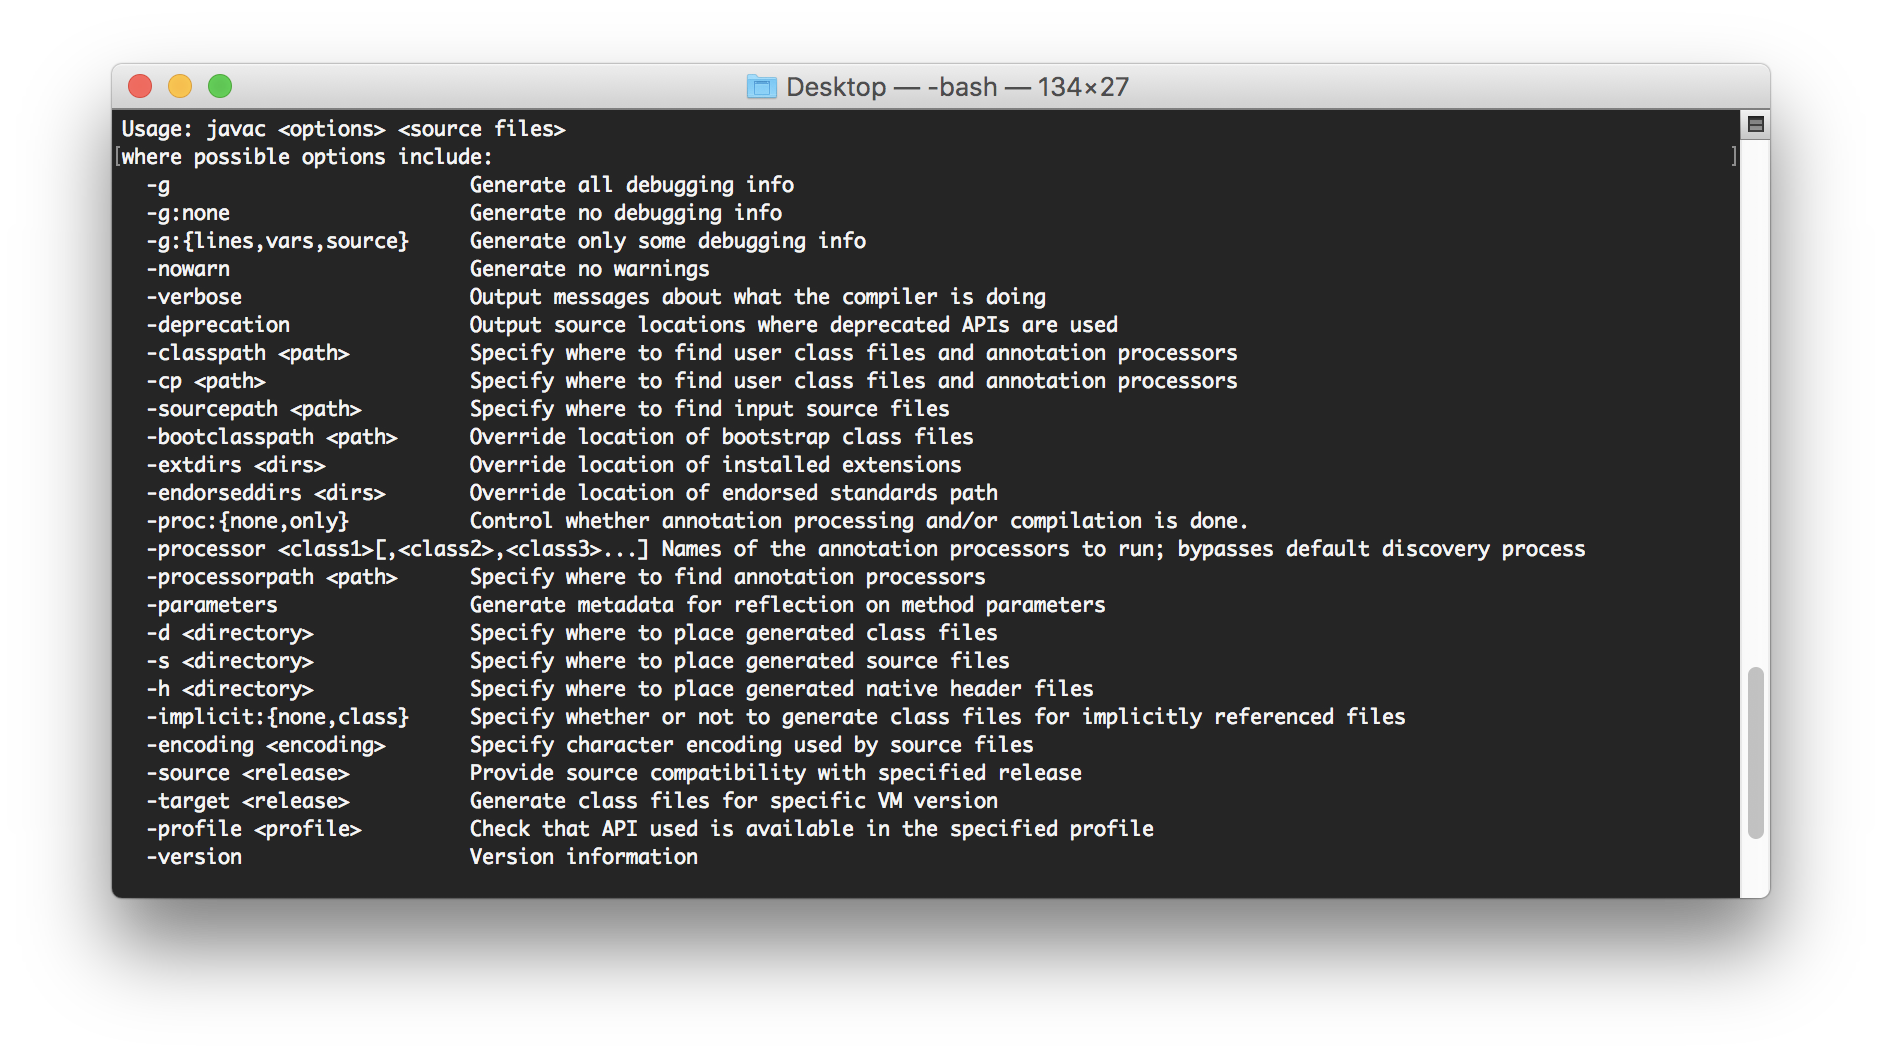 Desktop — -bash — 134×27
Usage: javac <options> <source files>
[where possible options include: ]
  -g                         Generate all debugging info
  -g:none                    Generate no debugging info
  -g:{lines,vars,source}     Generate only some debugging info
  -nowarn                    Generate no warnings
  -verbose                   Output messages about what the compiler is doing
  -deprecation               Output source locations where deprecated APIs are used
  -classpath <path>          Specify where to find user class files and annotation processors
  -cp <path>                 Specify where to find user class files and annotation processors
  -sourcepath <path>         Specify where to find input source files
  -bootclasspath <path>      Override location of bootstrap class files
  -extdirs <dirs>            Override location of installed extensions
  -endorseddirs <dirs>       Override location of endorsed standards path
  -proc:{none,only}          Control whether annotation processing and/or compilation is done.
  -processor <class1>[,<class2>,<class3>...] Names of the annotation processors to run; bypasses default discovery process
  -processorpath <path>      Specify where to find annotation processors
  -parameters                Generate metadata for reflection on method parameters
  -d <directory>             Specify where to place generated class files
  -s <directory>             Specify where to place generated source files
  -h <directory>             Specify where to place generated native header files
  -implicit:{none,class}     Specify whether or not to generate class files for implicitly referenced files
  -encoding <encoding>       Specify character encoding used by source files
  -source <release>          Provide source compatibility with specified release
  -target <release>          Generate class files for specific VM version
  -profile <profile>         Check that API used is available in the specified profile
  -version                   Version information